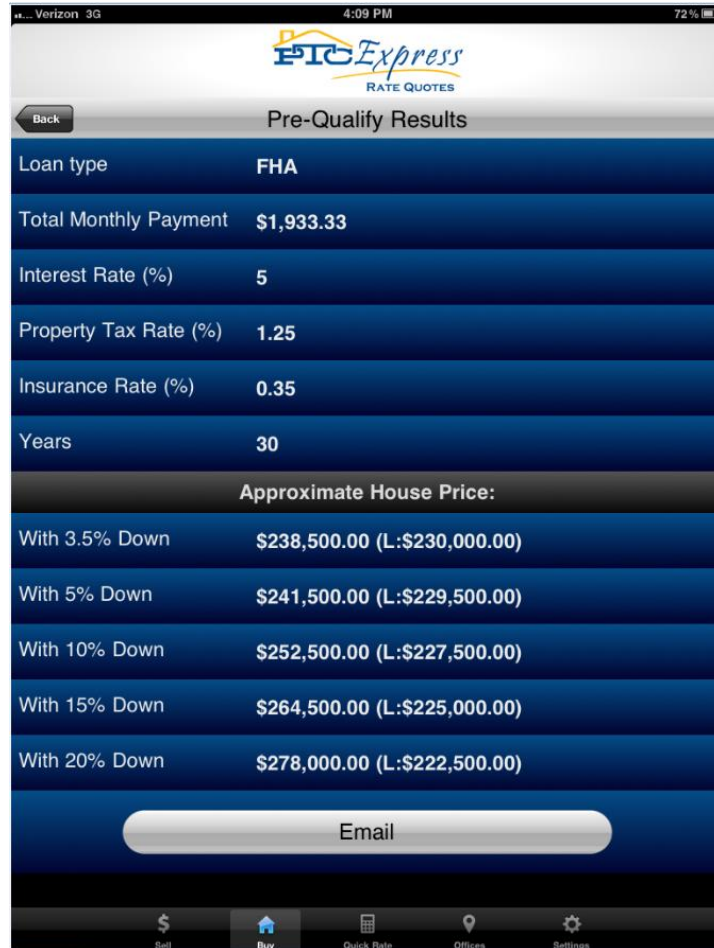 Verizon 3G 4:09 PM 72%
PTC Express
RATE QUOTES
Back Pre-Qualify Results
Loan type FHA
Total Monthly Payment $1,933.33
Interest Rate (%) 5
Property Tax Rate (%) 1.25
Insurance Rate (%) 0.35
Years 30
Approximate House Price:
With 3.5% Down $238,500.00 (L:$230,000.00)
With 5% Down $241,500.00 (L:$229,500.00)
With 10% Down $252,500.00 (L:$227,500.00)
With 15% Down $264,500.00 (L:$225,000.00)
With 20% Down $278,000.00 (L:$222,500.00)
Email
Sell Buy Quick Rate Offices Settings